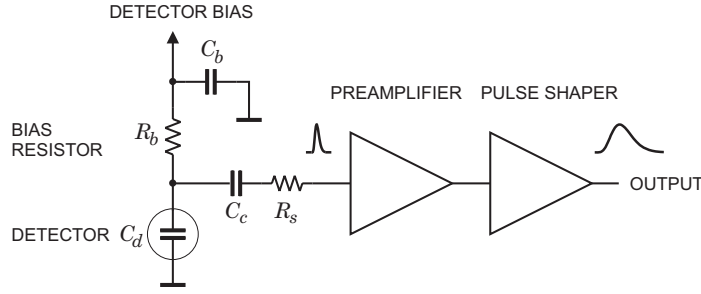 DETECTOR BIAS
C_b
PREAMPLIFIER
PULSE SHAPER
BIAS
RESISTOR
R_b
C_c
R_s
OUTPUT
DETECTOR
C_d